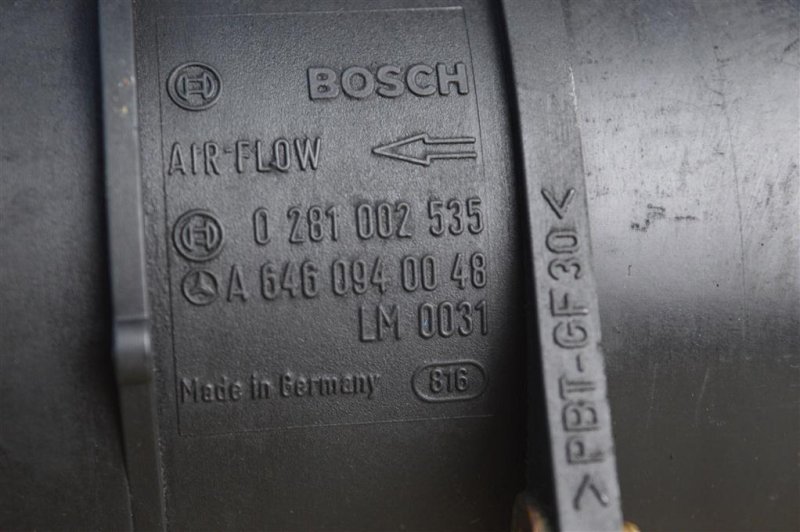 BOSCH
AIR-FLOW
0 281 002 535
A 646 094 00 48
LM 0031
Made in Germany 816
>PBT-GF30<